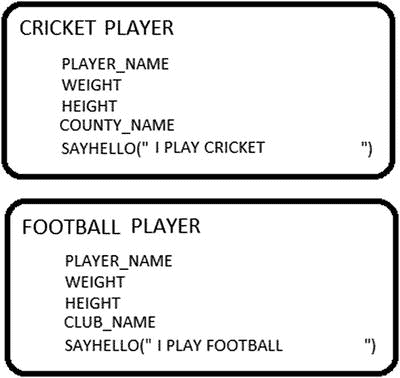 CRICKET PLAYER
PLAYER_NAME
WEIGHT
HEIGHT
COUNTY_NAME
SAYHELLO(" I PLAY CRICKET ")
FOOTBALL PLAYER
PLAYER_NAME
WEIGHT
HEIGHT
CLUB_NAME
SAYHELLO(" I PLAY FOOTBALL ")